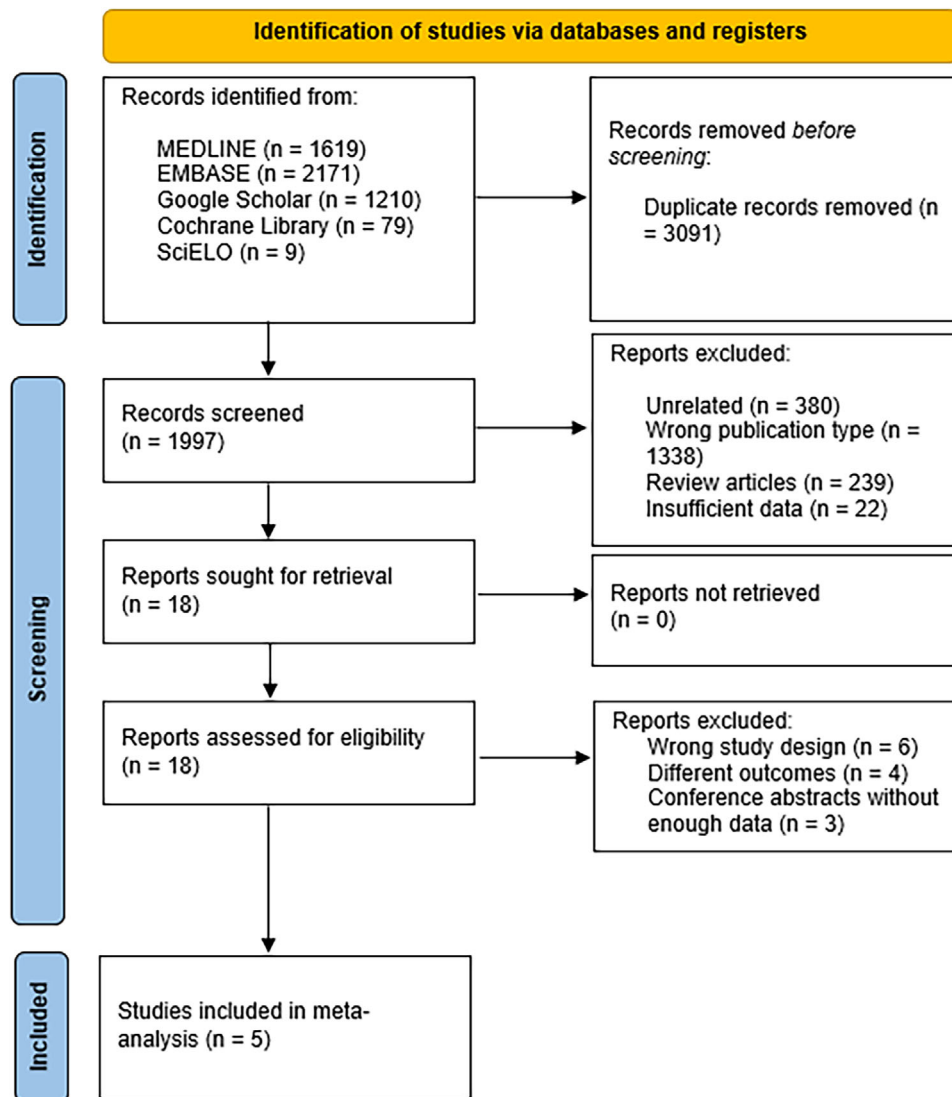 Identification of studies via databases and registers
Identification
Records identified from:
MEDLINE (n = 1619)
EMBASE (n = 2171)
Google Scholar (n = 1210)
Cochrane Library (n = 79)
SciELO (n = 9)
Records removed before
screening:
Duplicate records removed (n
= 3091)
Screening
Records screened
(n = 1997)
Reports excluded:
Unrelated (n = 380)
Wrong publication type (n =
1338)
Review articles (n = 239)
Insufficient data (n = 22)
Reports sought for retrieval
(n = 18)
Reports not retrieved
(n = 0)
Reports assessed for eligibility
(n = 18)
Reports excluded:
Wrong study design (n = 6)
Different outcomes (n = 4)
Conference abstracts without
enough data (n = 3)
Included
Studies included in meta-
analysis (n = 5)